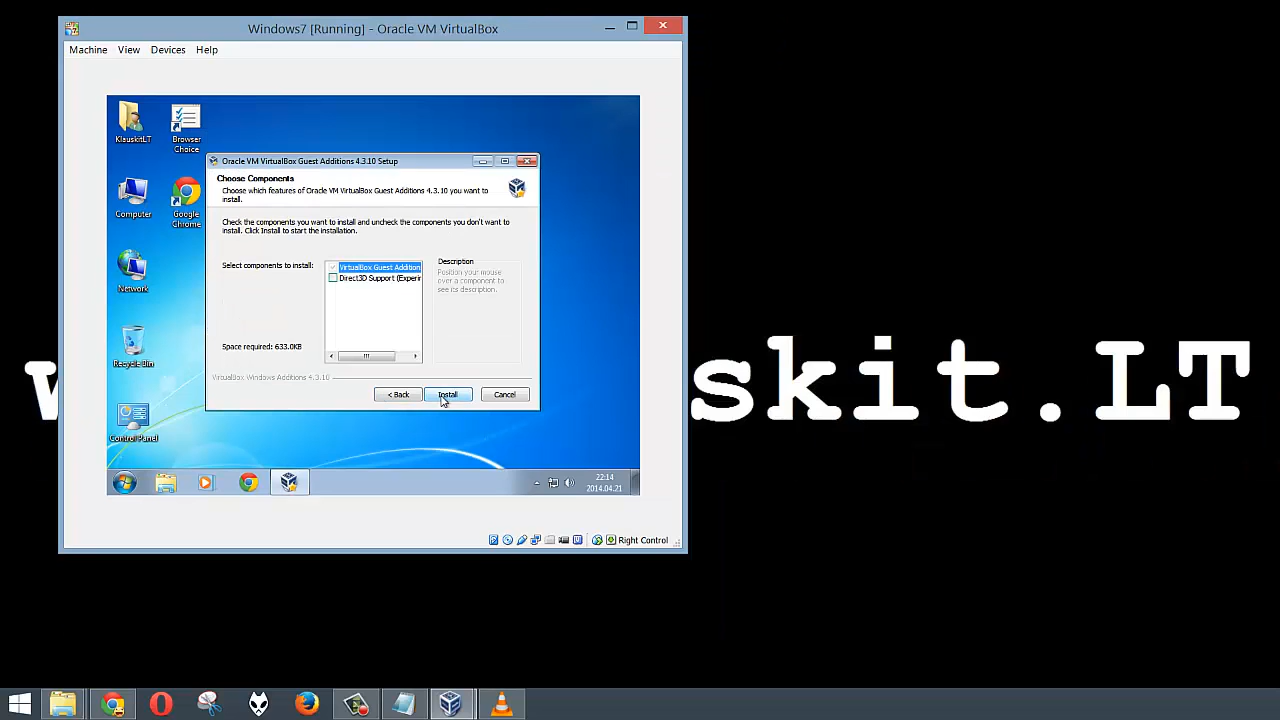 Windows7 [Running] - Oracle VM VirtualBox
Machine View Devices Help
KlauskitLT
Browser
Choice
Computer
Google
Chrome
Network
Recycle Bin
Control Panel
Oracle VM VirtualBox Guest Additions 4.3.10 Setup
Choose Components
Choose which features of Oracle VM VirtualBox Guest Additions 4.3.10 you want to
install.
Check the components you want to install and uncheck the components you don't want to
install. Click Install to start the installation.
Select components to install:
VirtualBox Guest Addition
Direct3D Support (Experir
Description
Position your mouse
over a component to
see its description.
Space required: 633.0KB
VirtualBox Windows Additions 4.3.10
< Back
Install
Cancel
22:14
2014.04.21
Right Control
skit.LT